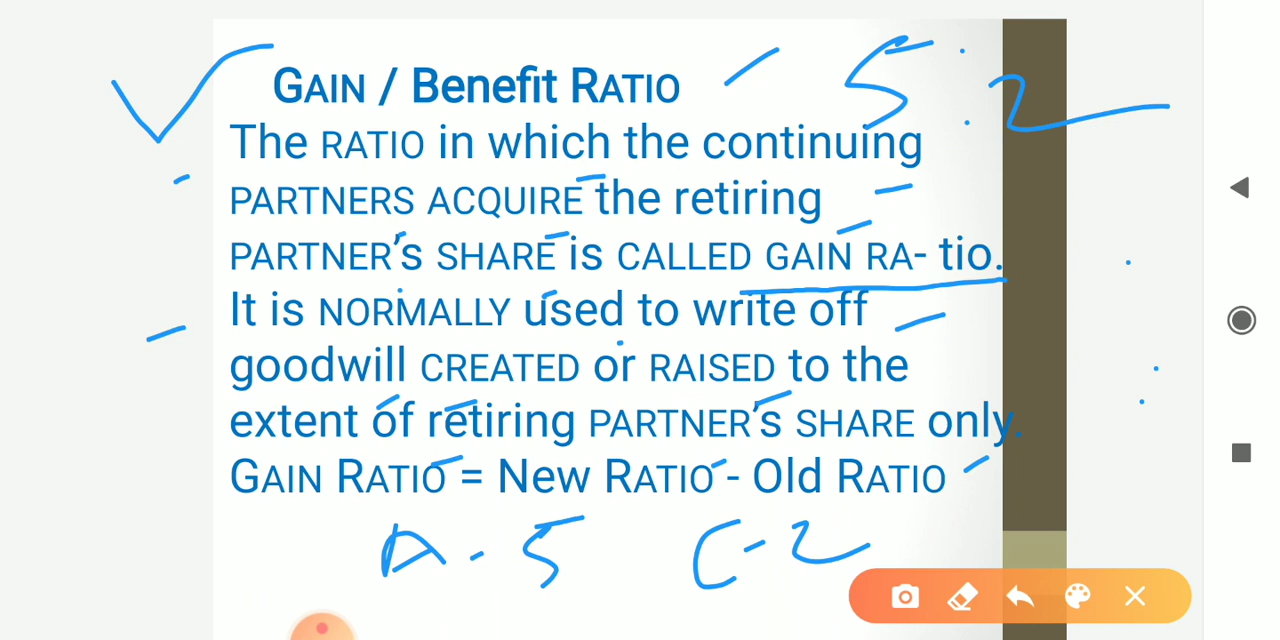 GAIN / Benefit RATIO
5 : 2
The RATIO in which the continuing
PARTNERS ACQUIRE the retiring
PARTNER's SHARE is CALLED GAIN RA- tio.
It is NORMALLY used to write off
goodwill CREATED or RAISED to the
extent of retiring PARTNER's SHARE only.
GAIN RATIO = New RATIO - Old RATIO
A - 5 C - 2